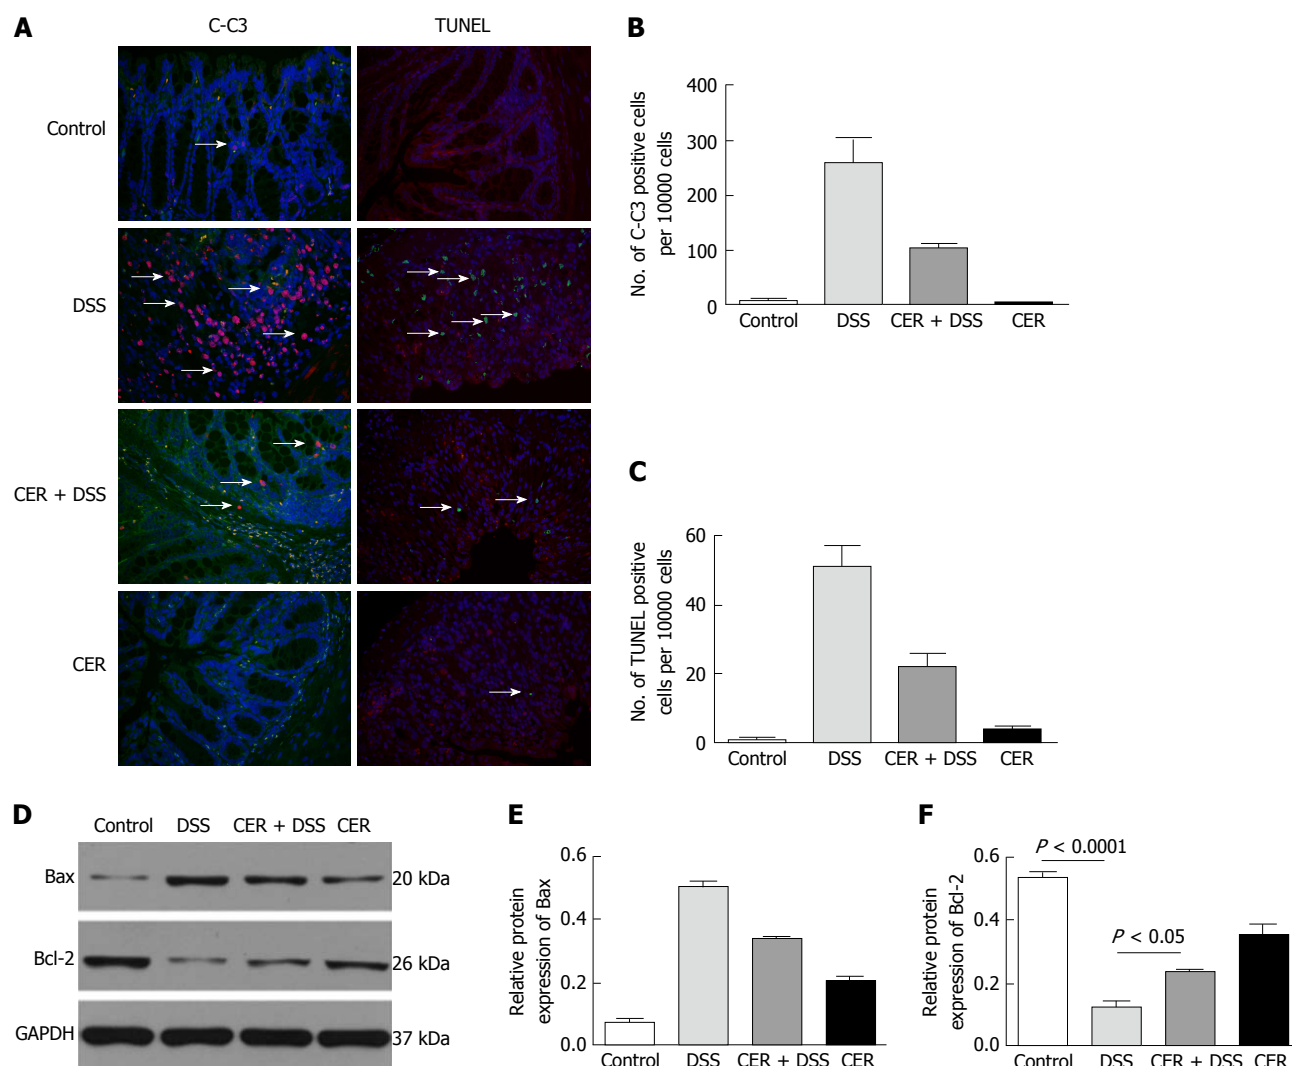 A
C-C3
TUNEL
Control
DSS
CER + DSS
CER
B
No. of C-C3 positive cells
per 10000 cells
400
300
200
100
0
Control
DSS
CER + DSS
CER
C
No. of TUNEL positive
cells per 10000 cells
60
40
20
0
Control
DSS
CER + DSS
CER
D
Control
DSS
CER + DSS
CER
Bax
20 kDa
Bcl-2
26 kDa
GAPDH
37 kDa
E
Relative protein
expression of Bax
0.6
0.4
0.2
0.0
Control
DSS
CER + DSS
CER
F
Relative protein
expression of Bcl-2
0.6
0.4
0.2
0.0
P < 0.0001
P < 0.05
Control
DSS
CER + DSS
CER